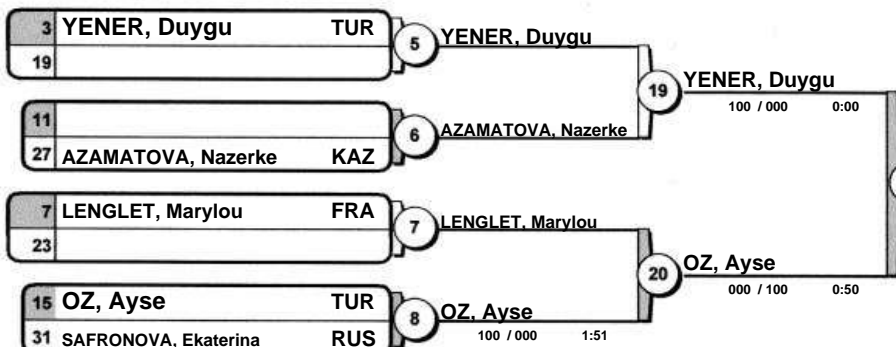 3 YENER, Duygu TUR
19
5 YENER, Duygu
11
27 AZAMATOVA, Nazerke KAZ
6 AZAMATOVA, Nazerke
19 YENER, Duygu
100 / 000 0:00
7 LENGLET, Marylou FRA
23
7 LENGLET, Marylou
15 OZ, Ayse TUR
31 SAFRONOVA, Ekaterina RUS
8 OZ, Ayse
100 / 000 1:51
20 OZ, Ayse
000 / 100 0:50